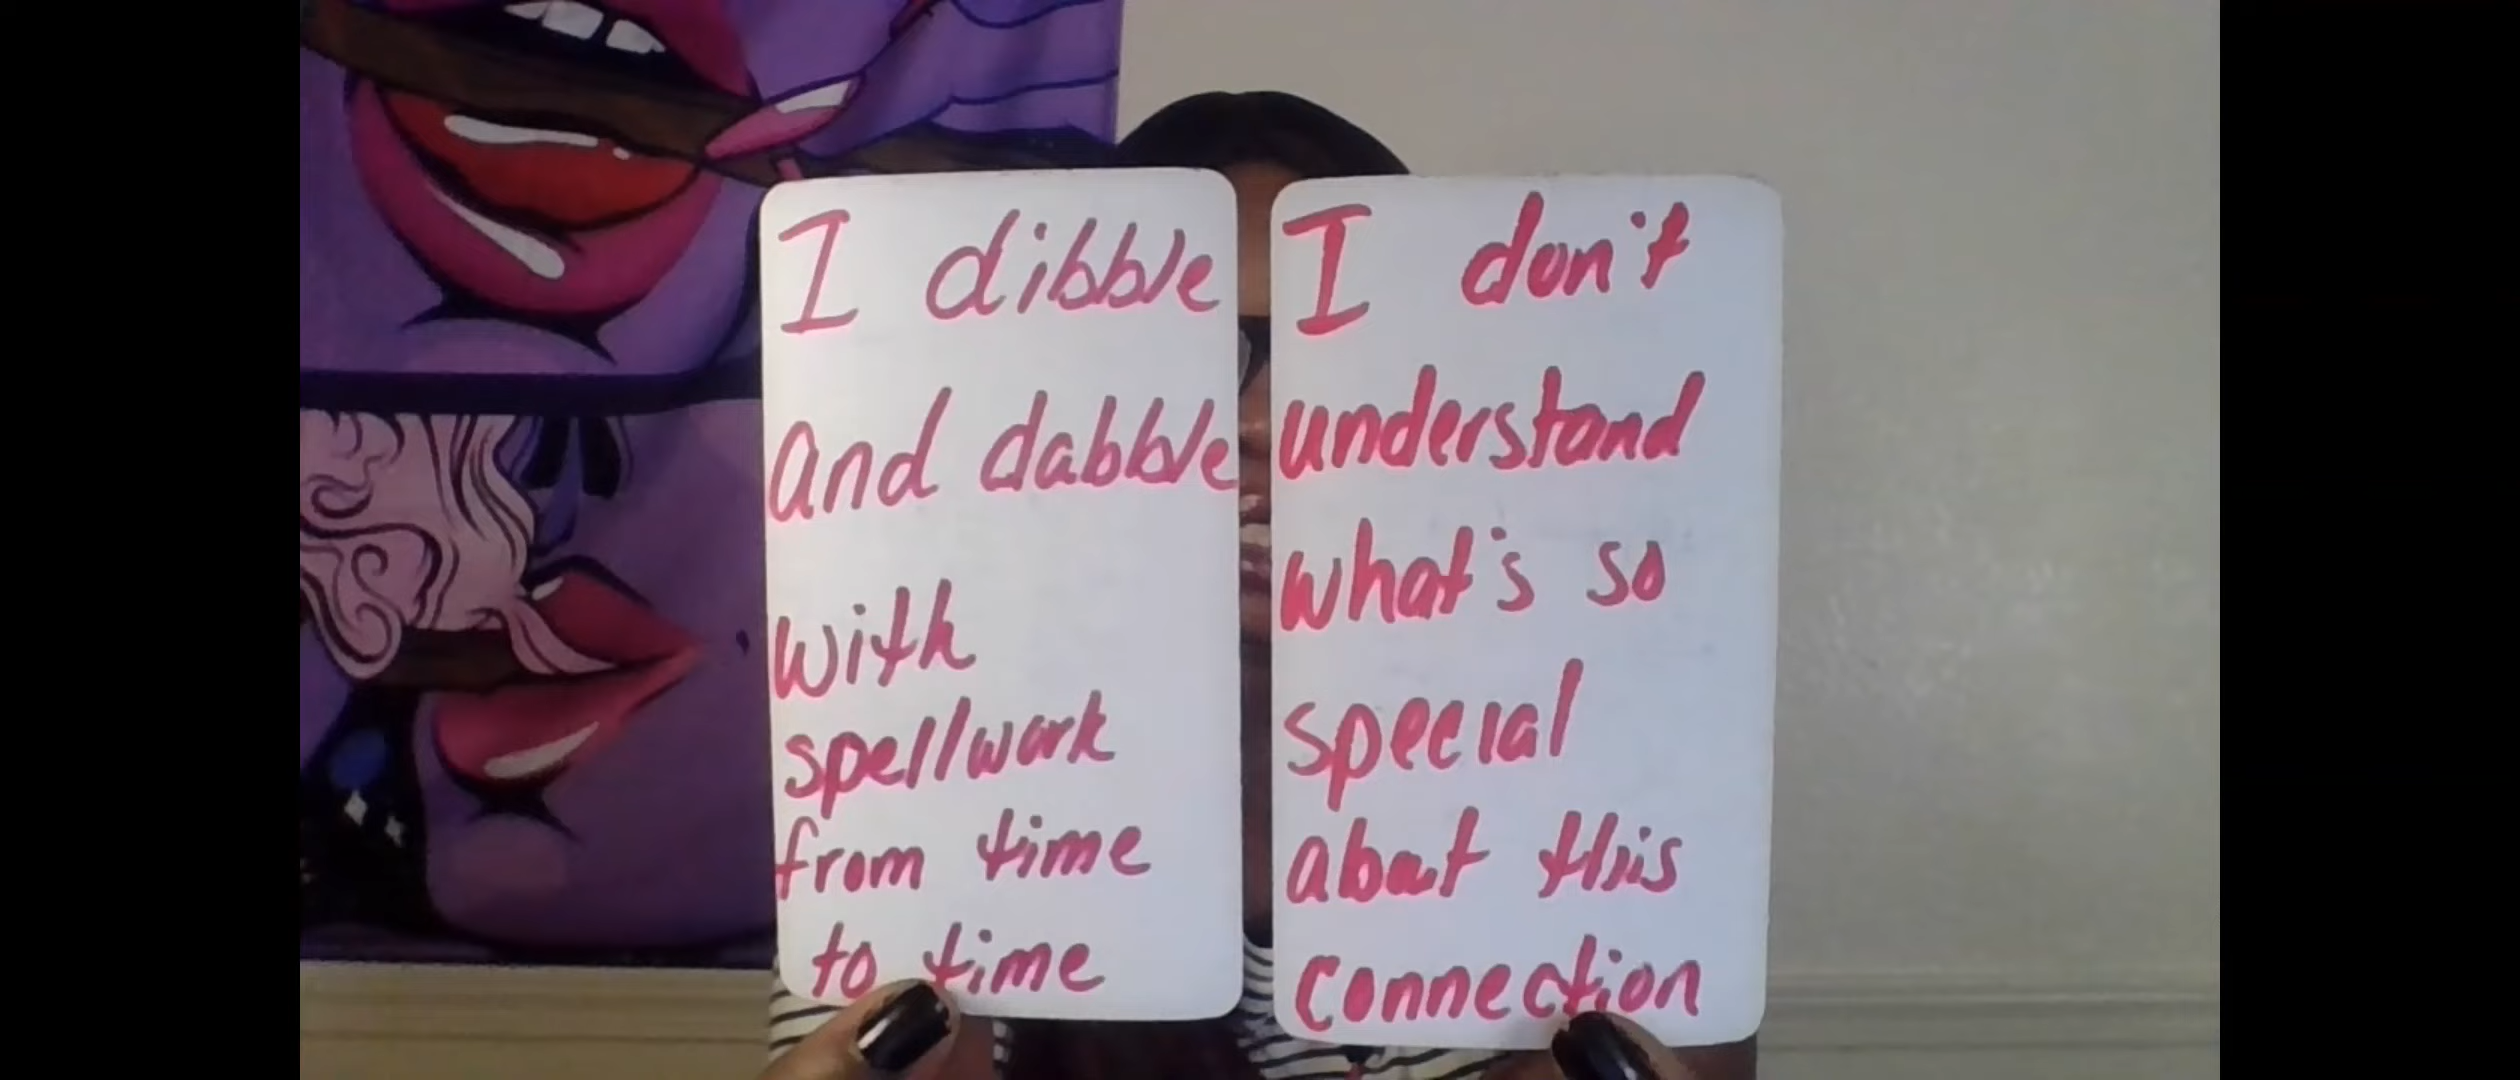 I dibble
and dabble
with
spellwork
from time
to time
I don't
understand
what's so
special
about this
connection